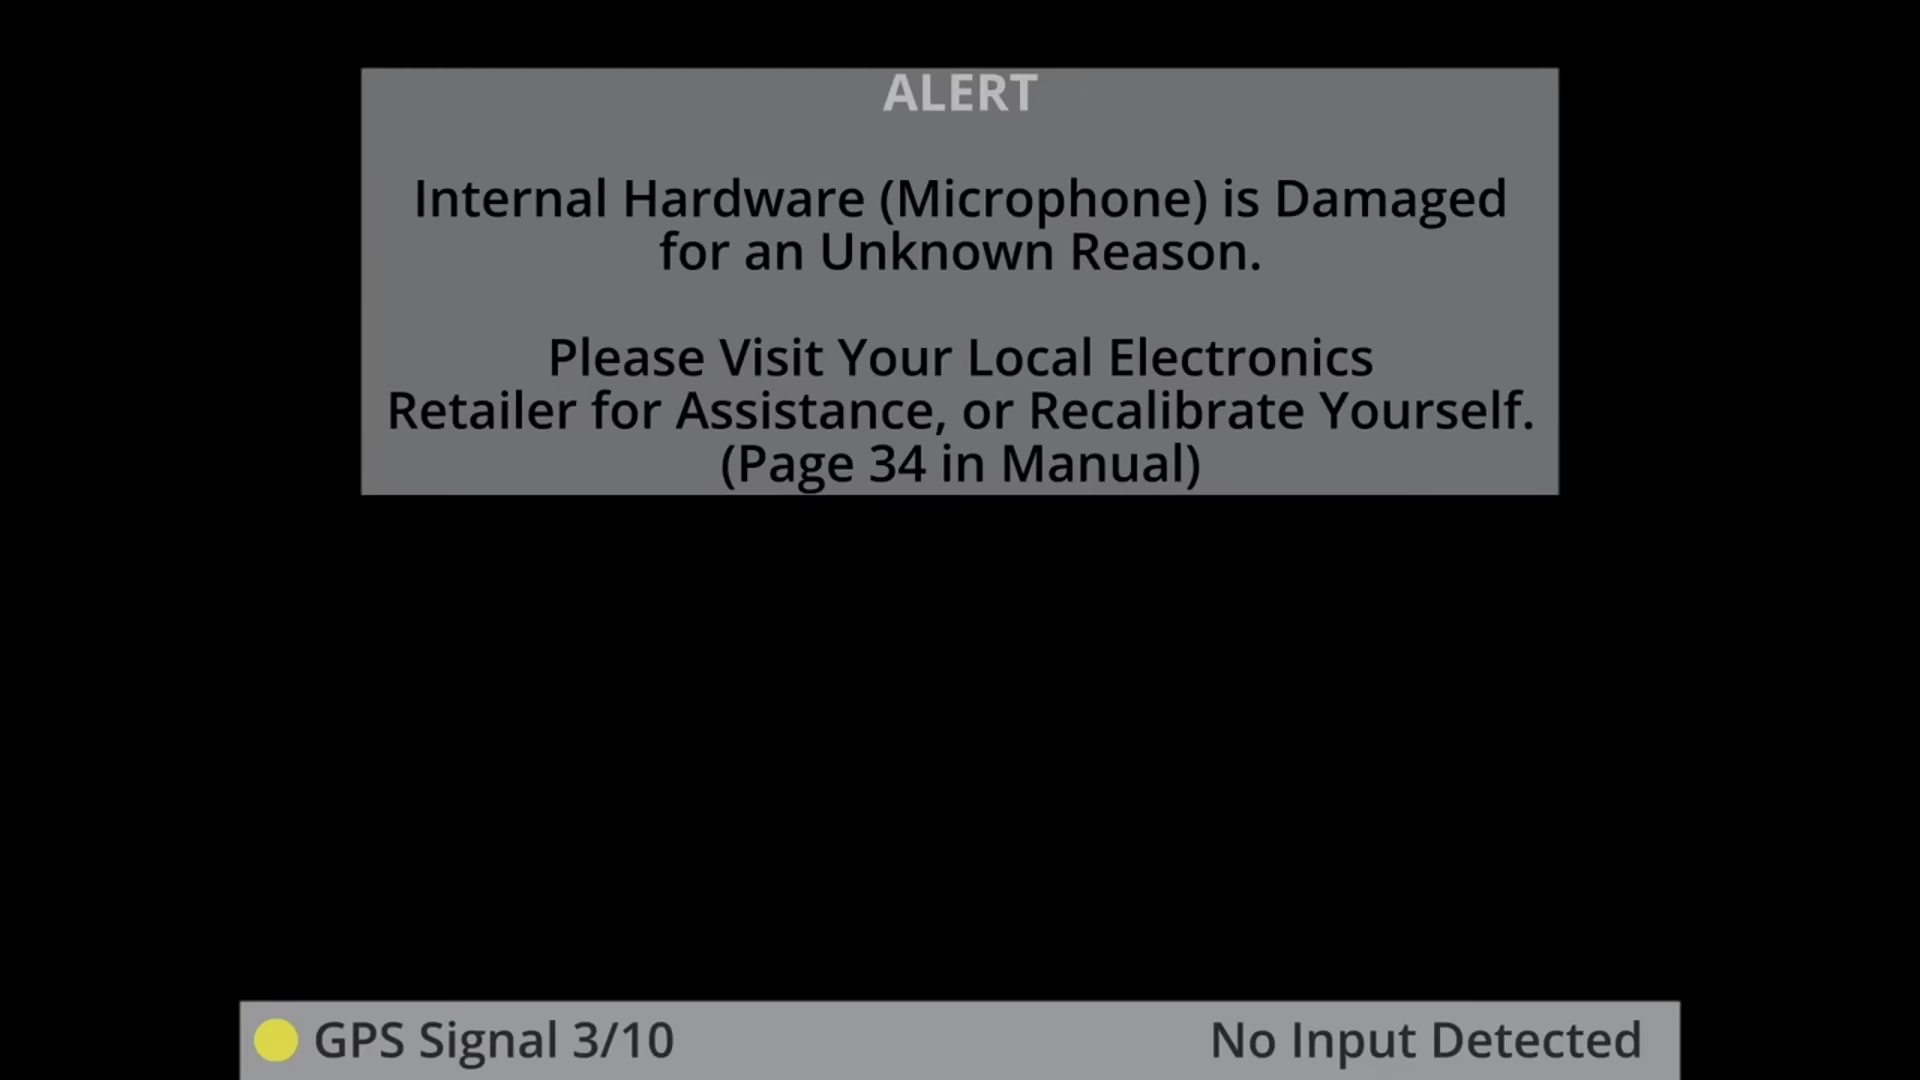 ALERT
Internal Hardware (Microphone) is Damaged
for an Unknown Reason.
Please Visit Your Local Electronics
Retailer for Assistance, or Recalibrate Yourself.
(Page 34 in Manual)
GPS Signal 3/10
No Input Detected